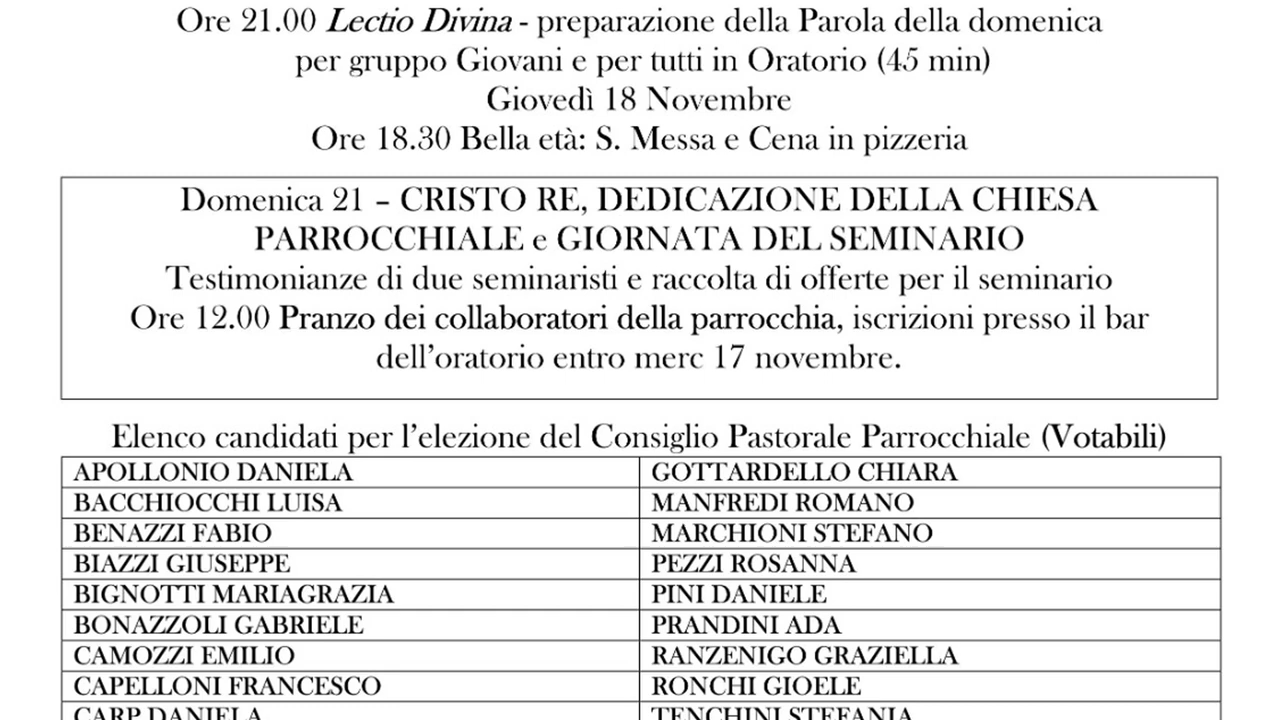 Ore 21.00 Lectio Divina - preparazione della Parola della domenica
per gruppo Giovani e per tutti in Oratorio (45 min)
Giovedì 18 Novembre
Ore 18.30 Bella età: S. Messa e Cena in pizzeria
Domenica 21 – CRISTO RE, DEDICAZIONE DELLA CHIESA
PARROCCHIALE e GIORNATA DEL SEMINARIO
Testimonianze di due seminaristi e raccolta di offerte per il seminario
Ore 12.00 Pranzo dei collaboratori della parrocchia, iscrizioni presso il bar
dell’oratorio entro merc 17 novembre.
Elenco candidati per l’elezione del Consiglio Pastorale Parrocchiale (Votabili)
APOLLONIO DANIELA GOTTARDELLO CHIARA
BACCHIOCCHI LUISA MANFREDI ROMANO
BENAZZI FABIO MARCHIONI STEFANO
BIAZZI GIUSEPPE PEZZI ROSANNA
BIGNOTTI MARIAGRAZIA PINI DANIELE
BONAZZOLI GABRIELE PRANDINI ADA
CAMOZZI EMILIO RANZENIGO GRAZIELLA
CAPELLONI FRANCESCO RONCHI GIOELE
CARP DANIELA TENCHINI STEFANIA